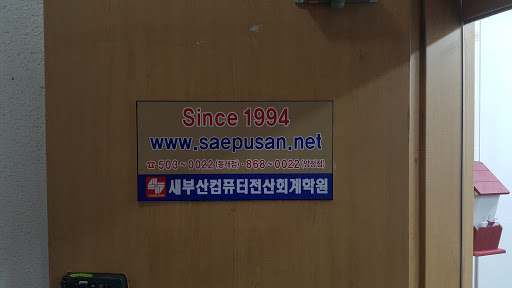 Since 1994
www.saepusan.net
☎ 503~0022 · 868~0022
새부산컴퓨터전산회계학원